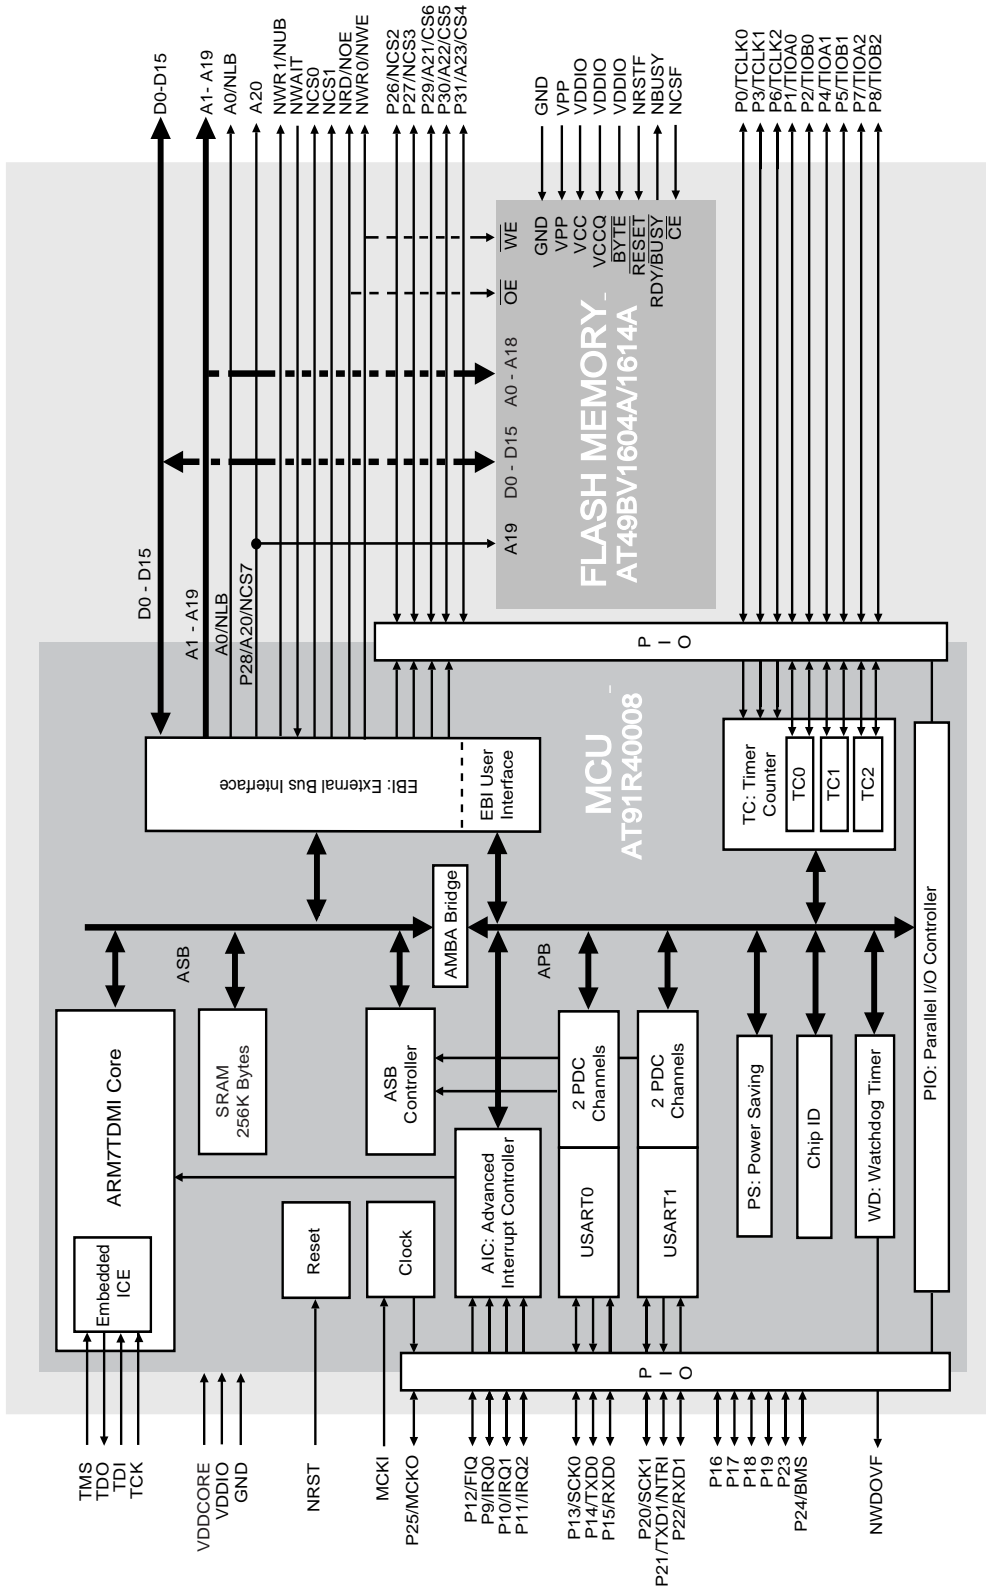 TMS
TDO
TDI
TCK
VDDCORE
VDDIO
GND
NRST
MCKI
P25/MCKO
P12/FIQ
P9/IRQ0
P10/IRQ1
P11/IRQ2
P13/SCK0
P14/TXD0
P15/RXD0
P20/SCK1
P21/TXD1/NTRI
P22/RXD1
P16
P17
P18
P19
P23
P24/BMS
NWDOVF
P
I
O
Embedded
ICE
ARM7TDMI Core
Reset
Clock
SRAM
256K Bytes
ASB
Controller
AIC: Advanced
Interrupt Controller
USART0
2 PDC
Channels
USART1
2 PDC
Channels
PS: Power Saving
Chip ID
WD: Watchdog Timer
PIO: Parallel I/O Controller
ASB
AMBA Bridge
APB
EBI: External Bus Interface
EBI User
Interface
MCU
AT91R40008
TC: Timer
Counter
TC0
TC1
TC2
P
I
O
D0 - D15
A1 - A19
A0/NLB
P28/A20/NCS7
A19
D0 - D15
A0 - A18
OE
WE
FLASH MEMORY
AT49BV1604A/1614A
GND
VPP
VCC
VCCQ
BYTE
RESET
RDY/BUSY
CE
D0-D15
A1- A19
A0/NLB
A20
NWR1/NUB
NWAIT
NCS0
NCS1
NRD/NOE
NWR0/NWE
P26/NCS2
P27/NCS3
P29/A21/CS6
P30/A22/CS5
P31/A23/CS4
GND
VPP
VDDIO
VDDIO
VDDIO
NRSTF
NBUSY
NCSF
P0/TCLK0
P3/TCLK1
P6/TCLK2
P1/TIOA0
P2/TIOB0
P4/TIOA1
P5/TIOB1
P7/TIOA2
P8/TIOB2